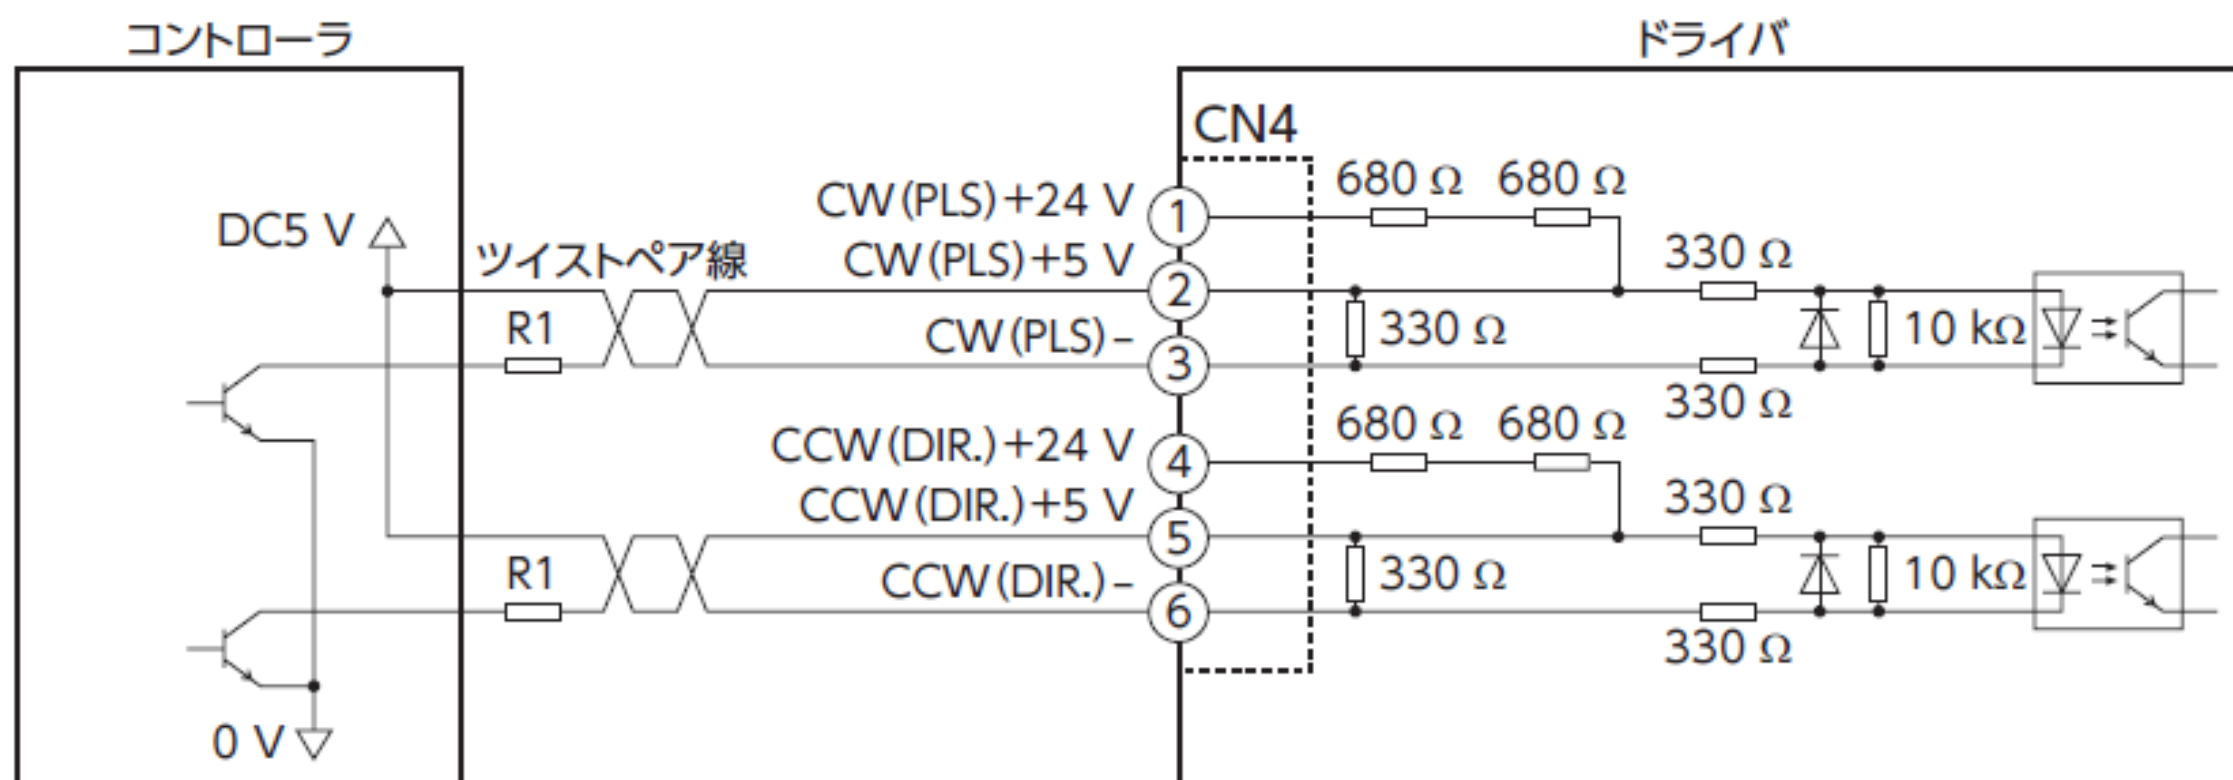 コントローラ
ドライバ
CN4
680 Ω 680 Ω
CW(PLS)+24 V 1
DC5 V
ツイストペア線
CW(PLS)+5 V 2
330 Ω
R1
CW(PLS)− 3
330 Ω
10 kΩ
330 Ω
680 Ω 680 Ω
CCW(DIR.)+24 V 4
CCW(DIR.)+5 V 5
330 Ω
R1
CCW(DIR.)− 6
330 Ω
10 kΩ
330 Ω
0 V